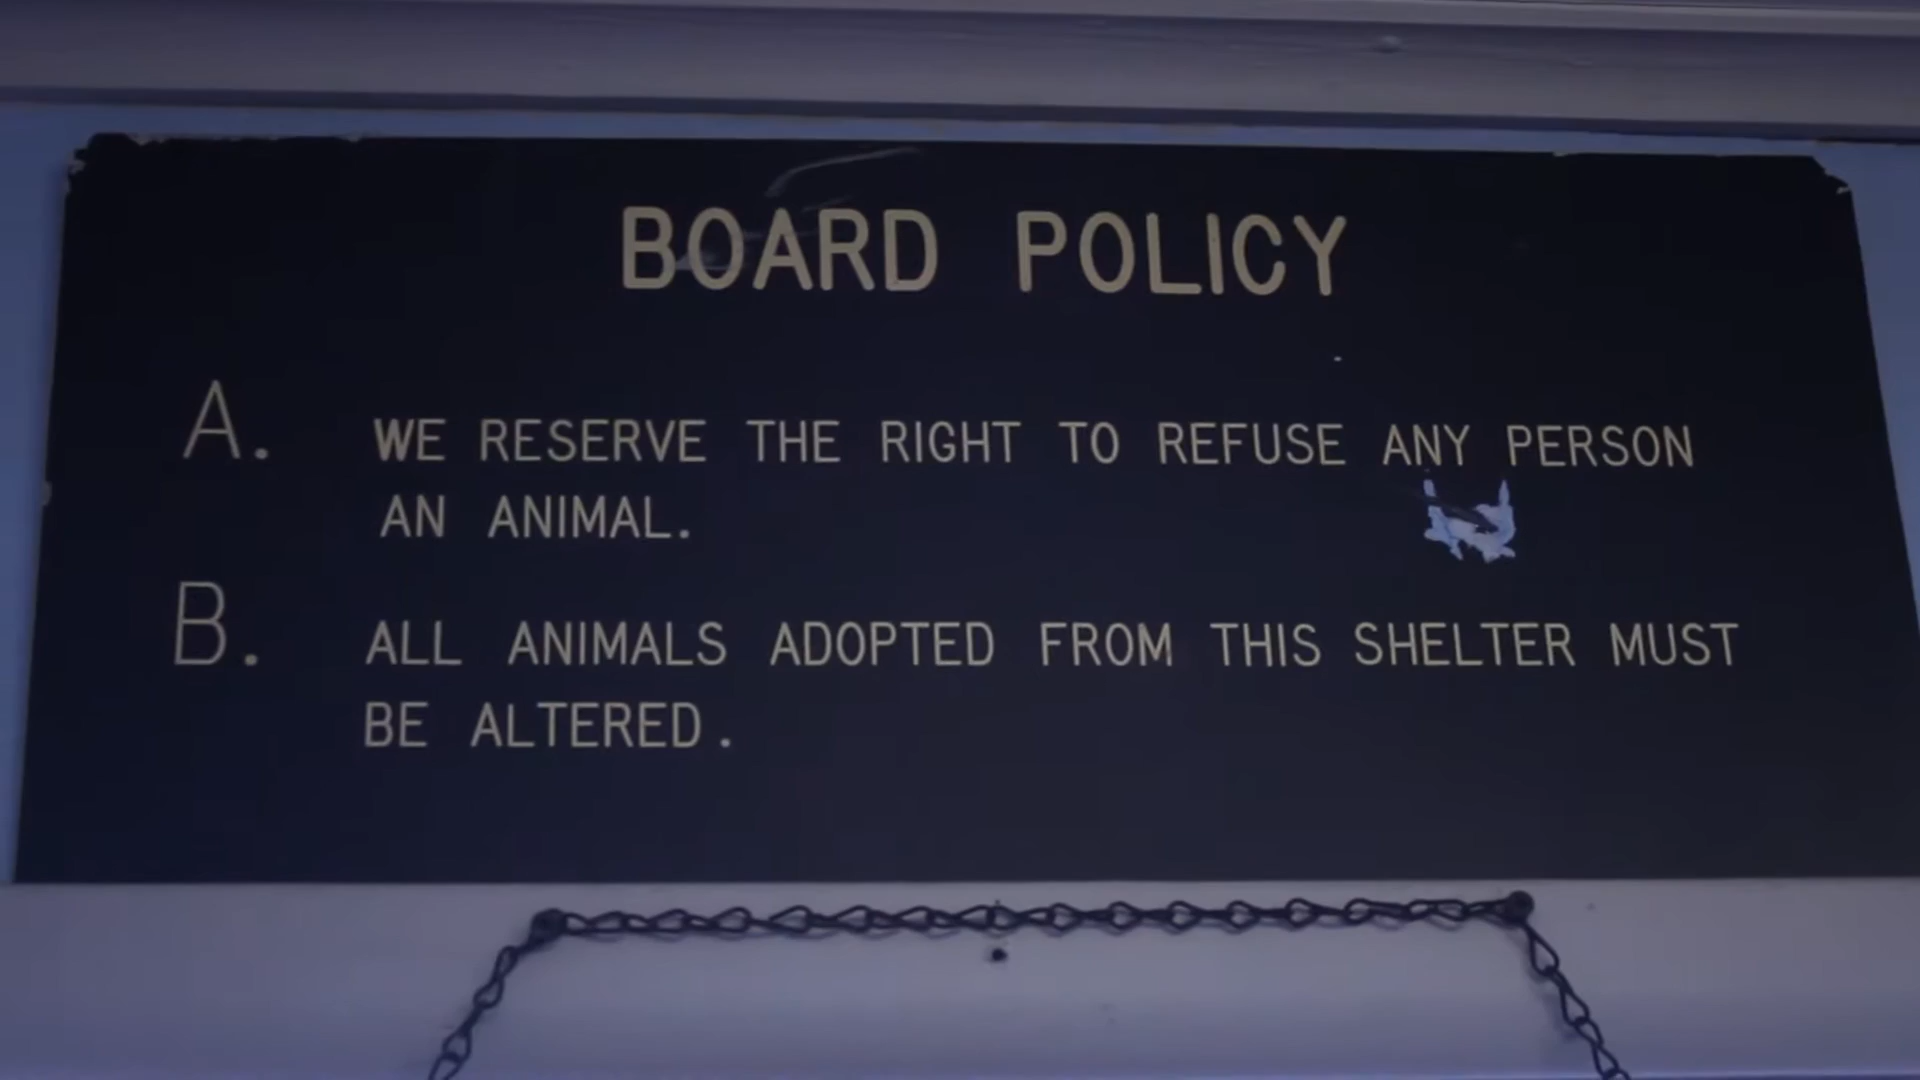 BOARD POLICY
A. WE RESERVE THE RIGHT TO REFUSE ANY PERSON
AN ANIMAL.
B. ALL ANIMALS ADOPTED FROM THIS SHELTER MUST
BE ALTERED.